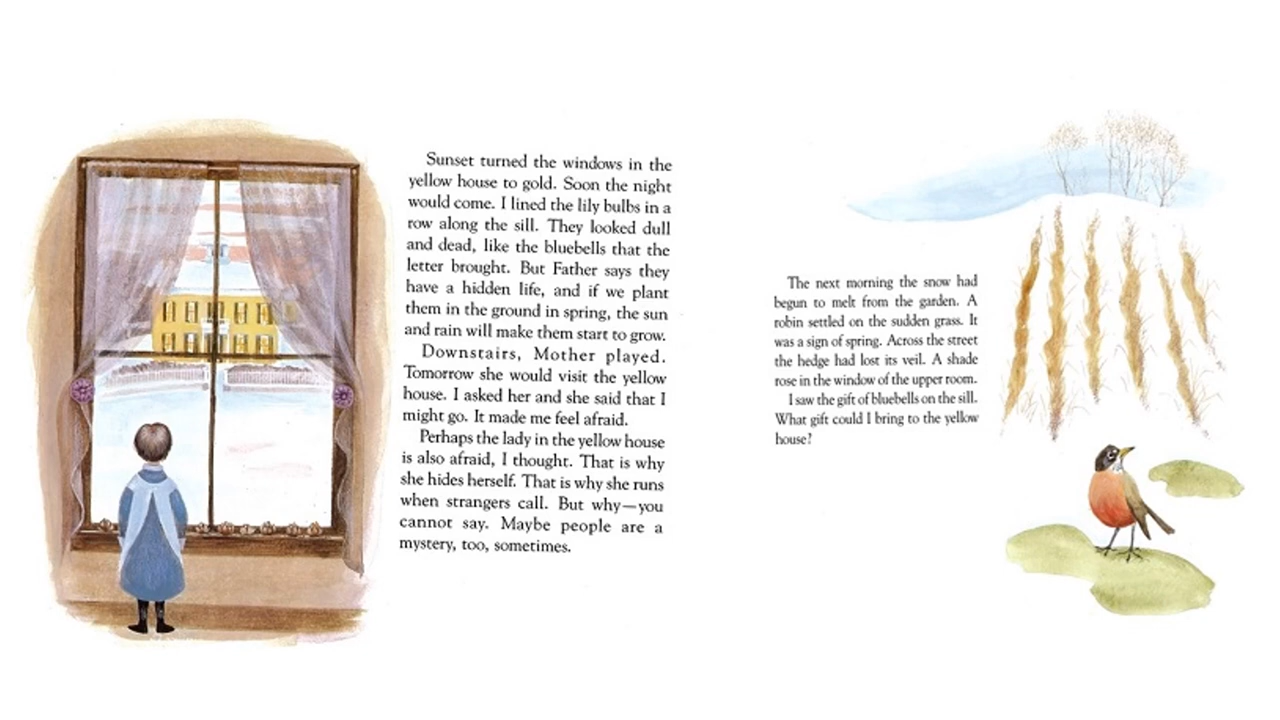 Sunset turned the windows in the
yellow house to gold. Soon the night
would come. I lined the lily bulbs in a
row along the sill. They looked dull
and dead, like the bluebells that the
letter brought. But Father says they
have a hidden life, and if we plant
them in the ground in spring, the sun
and rain will make them start to grow.
Downstairs, Mother played.
Tomorrow she would visit the yellow
house. I asked her and she said that I
might go. It made me feel afraid.
Perhaps the lady in the yellow house
is also afraid, I thought. That is why
she hides herself. That is why she runs
when strangers call. But why—you
cannot say. Maybe people are a
mystery, too, sometimes.
The next morning the snow had
begun to melt from the garden. A
robin settled on the sudden grass. It
was a sign of spring. Across the street
the hedge had lost its veil. A shade
rose in the window of the upper room.
I saw the gift of bluebells on the sill.
What gift could I bring to the yellow
house?